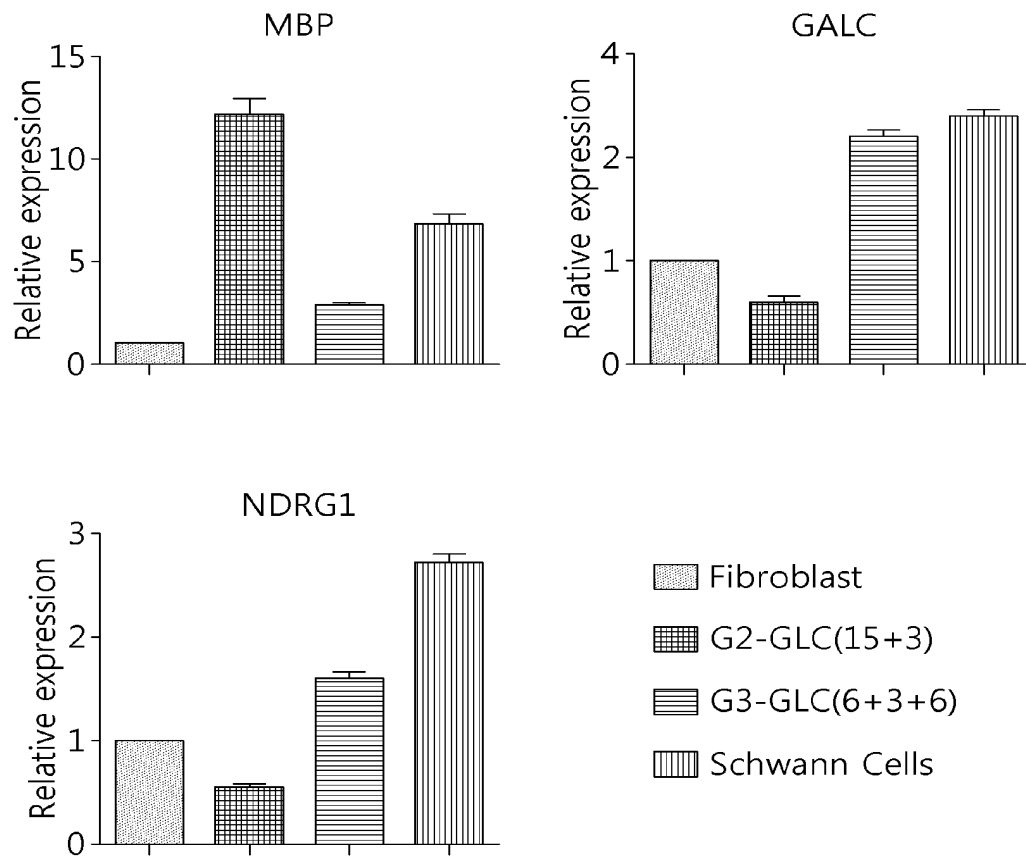 MBP
Relative expression
15
10
5
0
GALC
Relative expression
4
2
1
0
NDRG1
Relative expression
3
2
1
0
Fibroblast
G2-GLC(15+3)
G3-GLC(6+3+6)
Schwann Cells